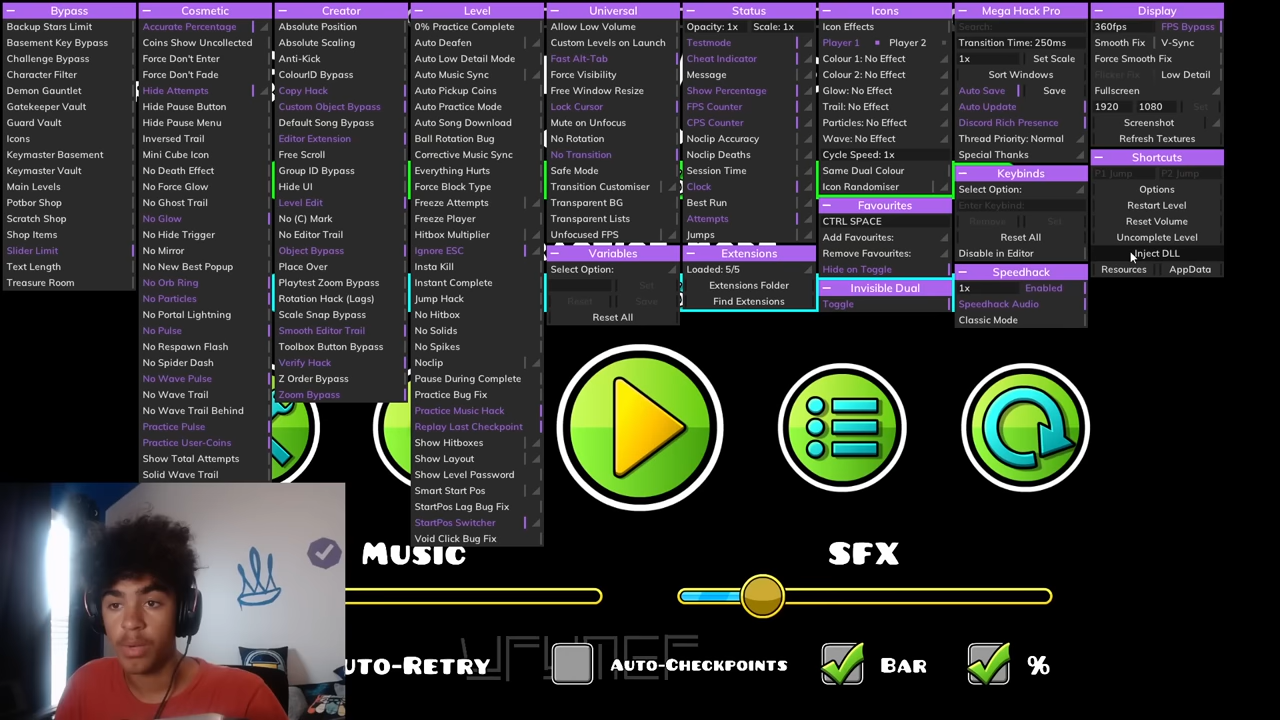 Bypass
Backup Stars Limit
Basement Key Bypass
Challenge Bypass
Character Filter
Demon Gauntlet
Gatekeeper Vault
Guard Vault
Icons
Keymaster Basement
Keymaster Vault
Main Levels
Potbor Shop
Scratch Shop
Shop Items
Slider Limit
Text Length
Treasure Room
Cosmetic
Accurate Percentage
Coins Show Uncollected
Force Don't Enter
Force Don't Fade
Hide Attempts
Hide Pause Button
Hide Pause Menu
Inversed Trail
Mini Cube Icon
No Death Effect
No Force Glow
No Ghost Trail
No Glow
No Hide Trigger
No Mirror
No New Best Popup
No Orb Ring
No Particles
No Portal Lightning
No Pulse
No Respawn Flash
No Spider Dash
No Wave Pulse
No Wave Trail
No Wave Trail Behind
Practice Pulse
Practice User-Coins
Show Total Attempts
Solid Wave Trail
Creator
Absolute Position
Absolute Scaling
Anti-Kick
ColourID Bypass
Copy Hack
Custom Object Bypass
Default Song Bypass
Editor Extension
Free Scroll
Group ID Bypass
Hide UI
Level Edit
No (C) Mark
No Editor Trail
Object Bypass
Place Over
Playtest Zoom Bypass
Rotation Hack (Lags)
Scale Snap Bypass
Smooth Editor Trail
Toolbox Button Bypass
Verify Hack
Z Order Bypass
Zoom Bypass
Level
0% Practice Complete
Auto Deafen
Auto Low Detail Mode
Auto Music Sync
Auto Pickup Coins
Auto Practice Mode
Auto Song Download
Ball Rotation Bug
Corrective Music Sync
Everything Hurts
Force Block Type
Freeze Attempts
Freeze Player
Hitbox Multiplier
Ignore ESC
Insta Kill
Instant Complete
Jump Hack
No Hitbox
No Solids
No Spikes
Noclip
Pause During Complete
Practice Bug Fix
Practice Music Hack
Replay Last Checkpoint
Show Hitboxes
Show Layout
Show Level Password
Smart Start Pos
StartPos Lag Bug Fix
StartPos Switcher
Void Click Bug Fix
Universal
Allow Low Volume
Custom Levels on Launch
Fast Alt-Tab
Force Visibility
Free Window Resize
Lock Cursor
Mute on Unfocus
No Rotation
No Transition
Safe Mode
Transition Customiser
Transparent BG
Transparent Lists
Unfocused FPS
Variables
Select Option:
Set
Reset Save
Reset All
Status
Opacity: 1x Scale: 1x
Testmode
Cheat Indicator
Message
Show Percentage
FPS Counter
CPS Counter
Noclip Accuracy
Noclip Deaths
Session Time
Clock
Best Run
Attempts
Jumps
Extensions
Loaded: 5/5
Extensions Folder
Find Extensions
Icons
Icon Effects
Player 1 Player 2
Colour 1: No Effect
Colour 2: No Effect
Glow: No Effect
Trail: No Effect
Particles: No Effect
Wave: No Effect
Cycle Speed: 1x
Same Dual Colour
Icon Randomiser
Favourites
CTRL SPACE
Add Favourites:
Remove Favourites:
Hide on Toggle
Invisible Dual
Toggle
Mega Hack Pro
Search:
Transition Time: 250ms
1x Set Scale
Sort Windows
Auto Save Save
Auto Update
Discord Rich Presence
Thread Priority: Normal
Special Thanks
Keybinds
Select Option:
Enter Keybind:
Remove Set
Reset All
Disable in Editor
Speedhack
1x Enabled
Speedhack Audio
Classic Mode
Display
360fps FPS Bypass
Smooth Fix V-Sync
Force Smooth Fix
Flicker Fix Low Detail
Fullscreen
1920 1080 Set
Screenshot
Refresh Textures
Shortcuts
P1 Jump P2 Jump
Options
Restart Level
Reset Volume
Uncomplete Level
Inject DLL
Resources AppData
Music SFX
uto-Retry Auto-Checkpoints Bar %